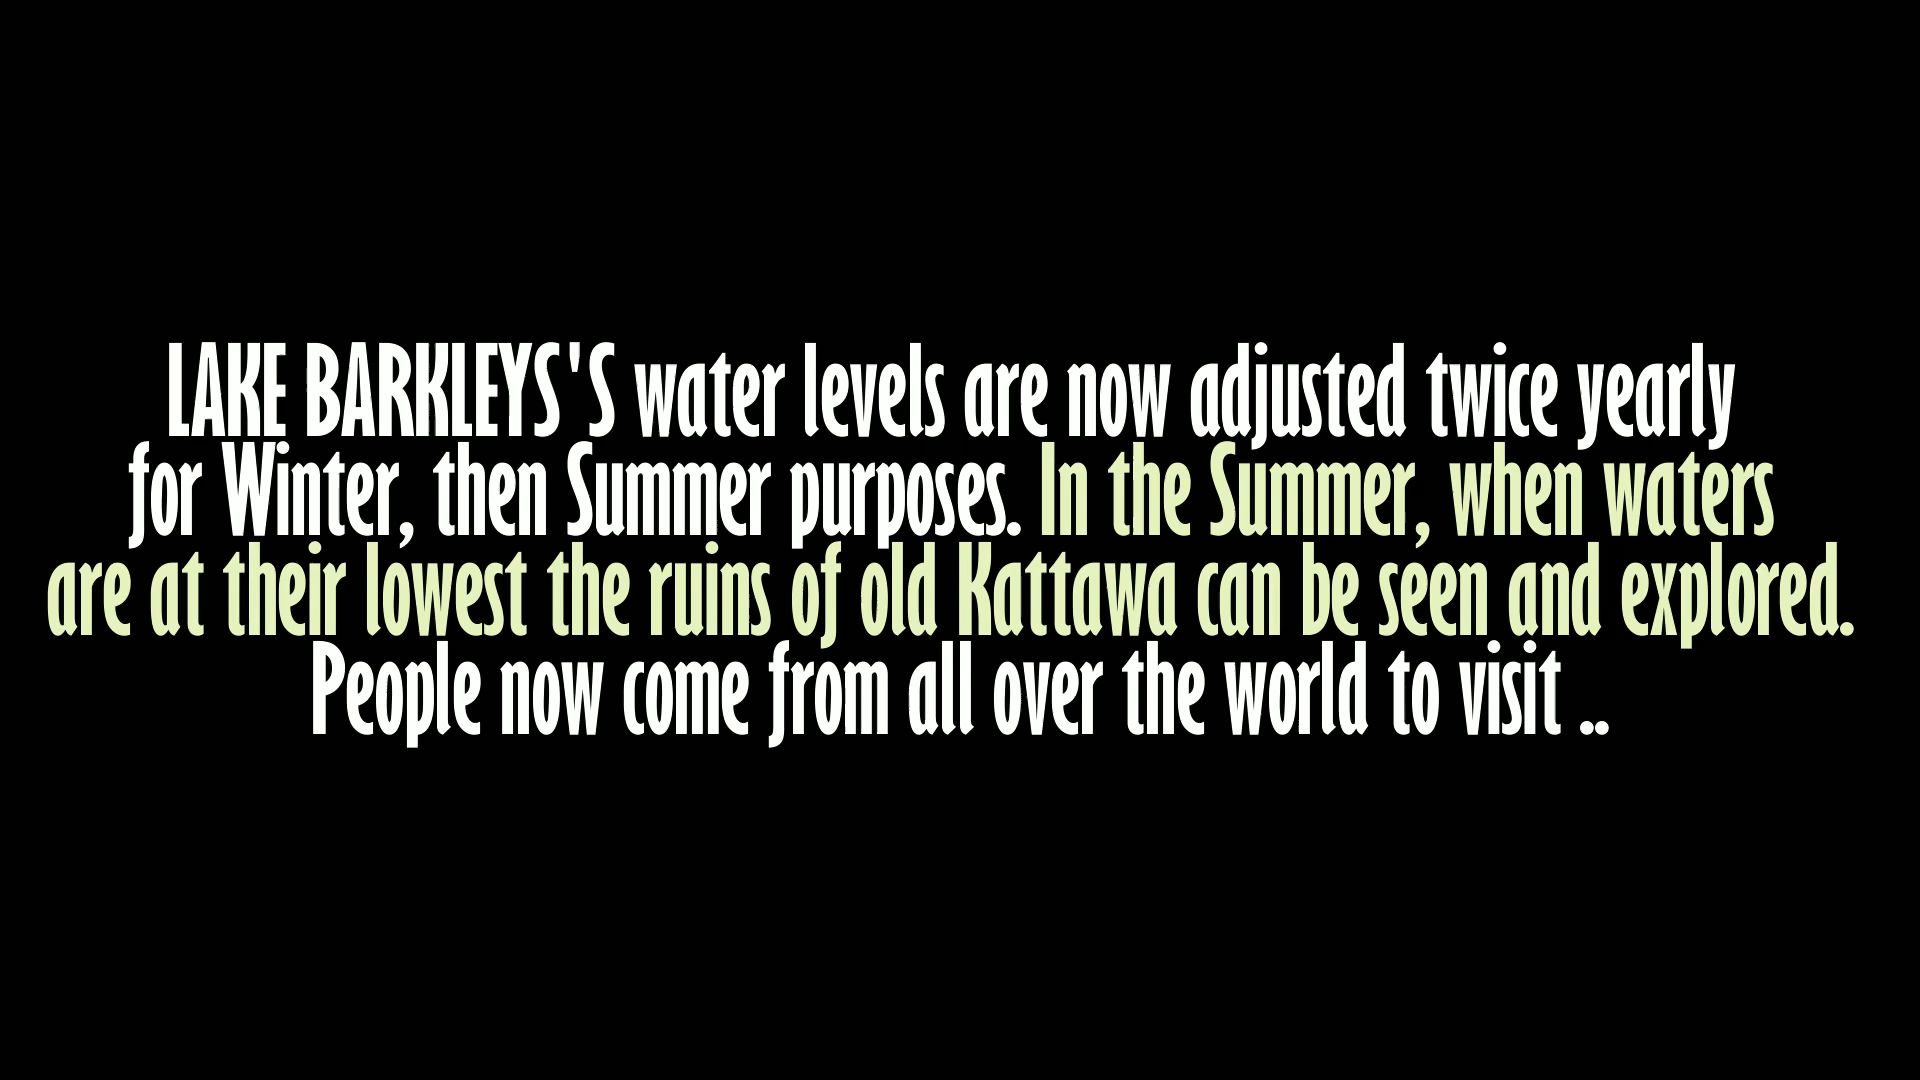 LAKE BARKLEYS'S water levels are now adjusted twice yearly
for Winter, then Summer purposes. In the Summer, when waters
are at their lowest the ruins of old Kattawa can be seen and explored.
People now come from all over the world to visit ..